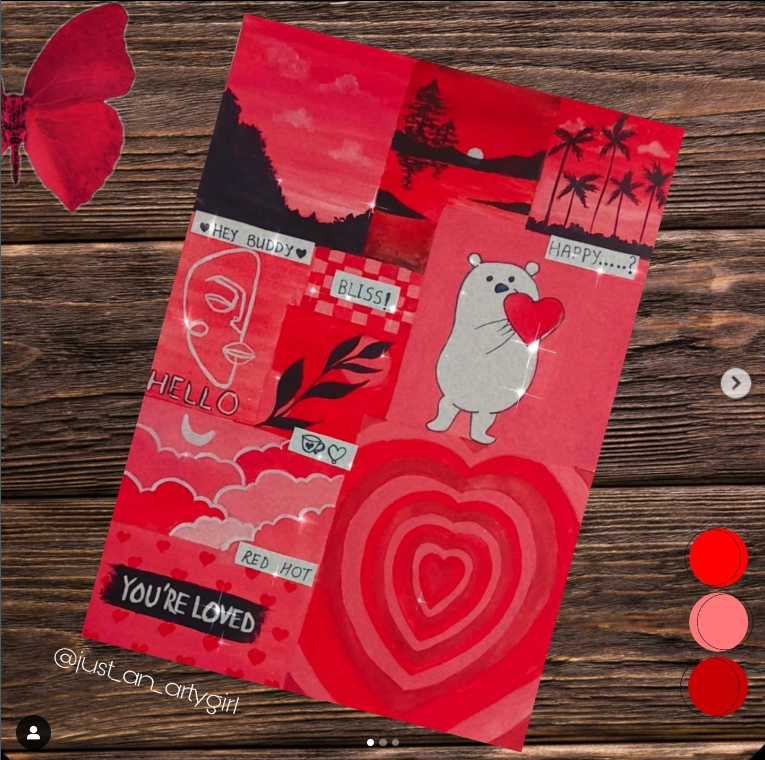 ♥HEY BUDDY♥
HAPPY.....?
BLISS!
HELLO
RED HOT
YOU'RE LOVED
@just_an_artygirl